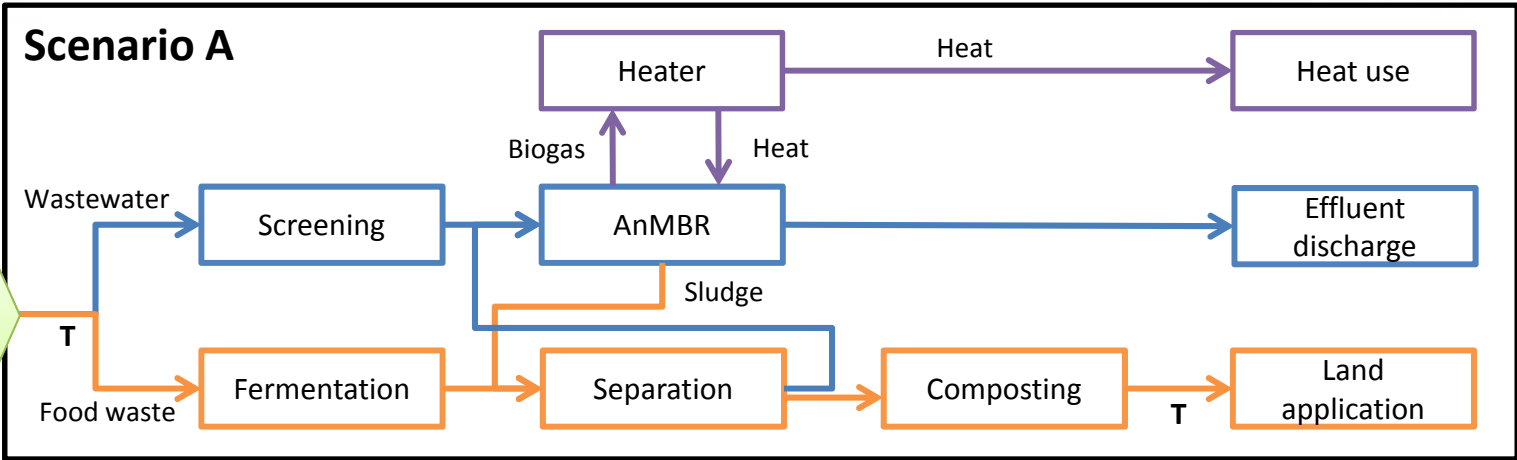 Scenario A
Heater
Heat
Heat use
Biogas
Heat
Wastewater
Screening
AnMBR
Effluent
discharge
Sludge
T
Food waste
Fermentation
Separation
Composting
T
Land
application